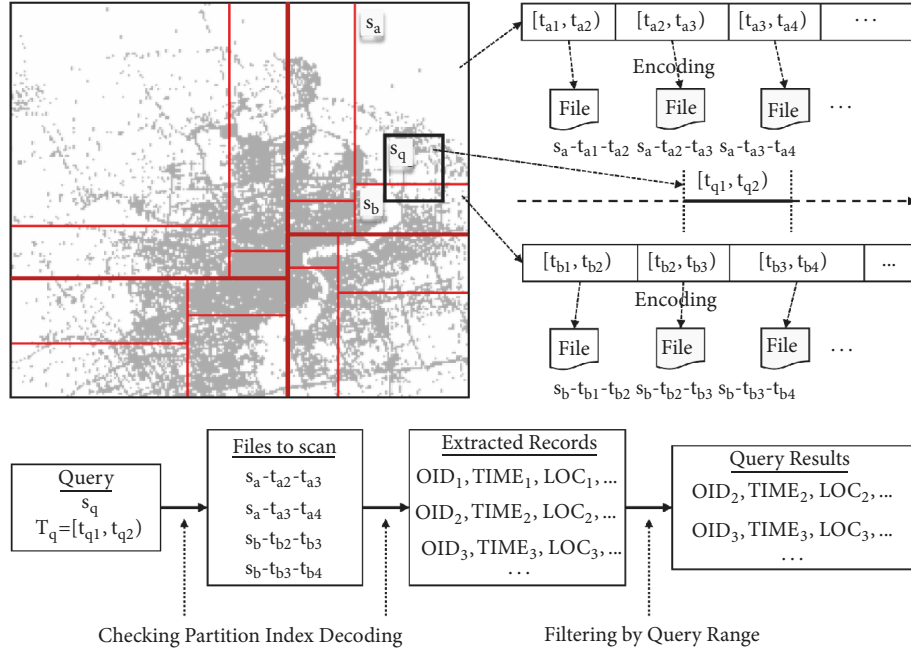 s_a
s_q
s_b
[t_a1, t_a2) [t_a2, t_a3) [t_a3, t_a4) ...
Encoding
File File File ...
s_a-t_a1-t_a2 s_a-t_a2-t_a3 s_a-t_a3-t_a4
[t_q1, t_q2)
[t_b1, t_b2) [t_b2, t_b3) [t_b3, t_b4) ...
Encoding
File File File ...
s_b-t_b1-t_b2 s_b-t_b2-t_b3 s_b-t_b3-t_b4
Query
s_q
T_q=[t_q1, t_q2)
Files to scan
s_a-t_a2-t_a3
s_a-t_a3-t_a4
s_b-t_b2-t_b3
s_b-t_b3-t_b4
Extracted Records
OID_1, TIME_1, LOC_1, ...
OID_2, TIME_2, LOC_2, ...
OID_3, TIME_3, LOC_3, ...
...
Query Results
OID_2, TIME_2, LOC_2, ...
OID_3, TIME_3, LOC_3, ...
...
Checking Partition Index Decoding
Filtering by Query Range